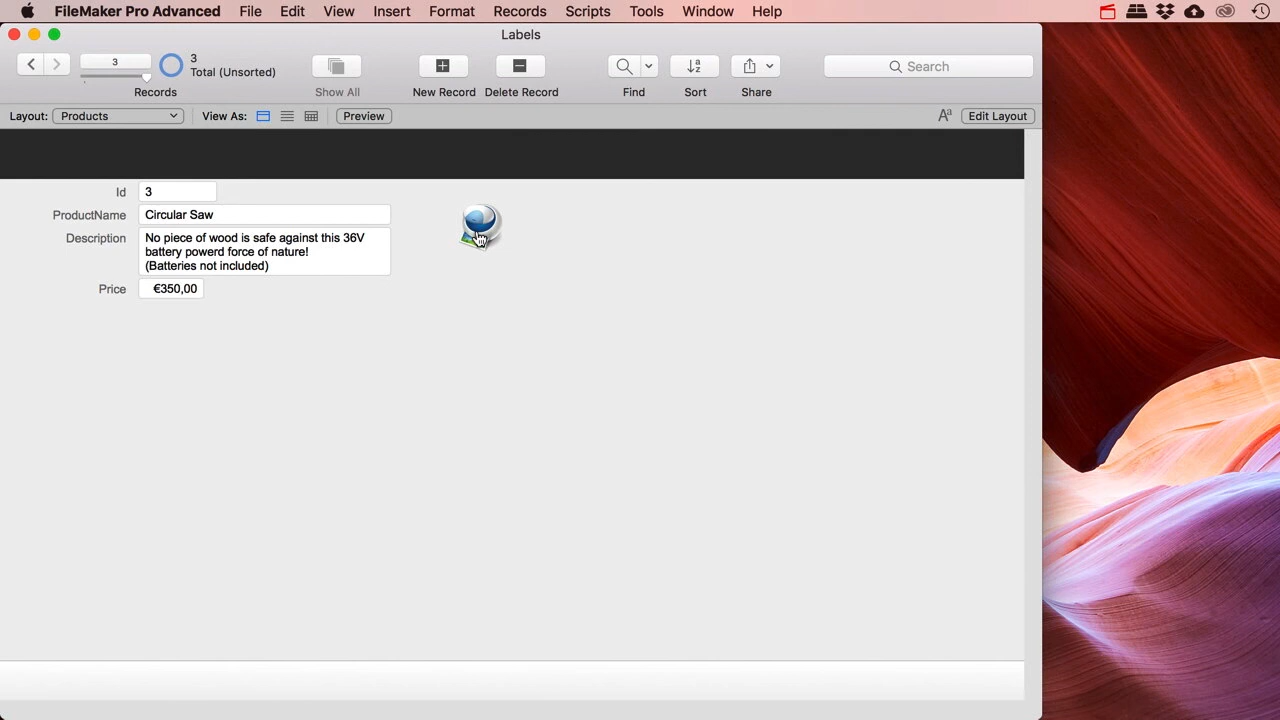 FileMaker Pro Advanced File Edit View Insert Format Records Scripts Tools Window Help
Labels
3
3
Total (Unsorted)
Records
Show All
New Record
Delete Record
Find
Sort
Share
Search
Layout: Products
View As:
Preview
Aa
Edit Layout
Id 3
ProductName Circular Saw
Description No piece of wood is safe against this 36V
battery powerd force of nature!
(Batteries not included)
Price €350,00